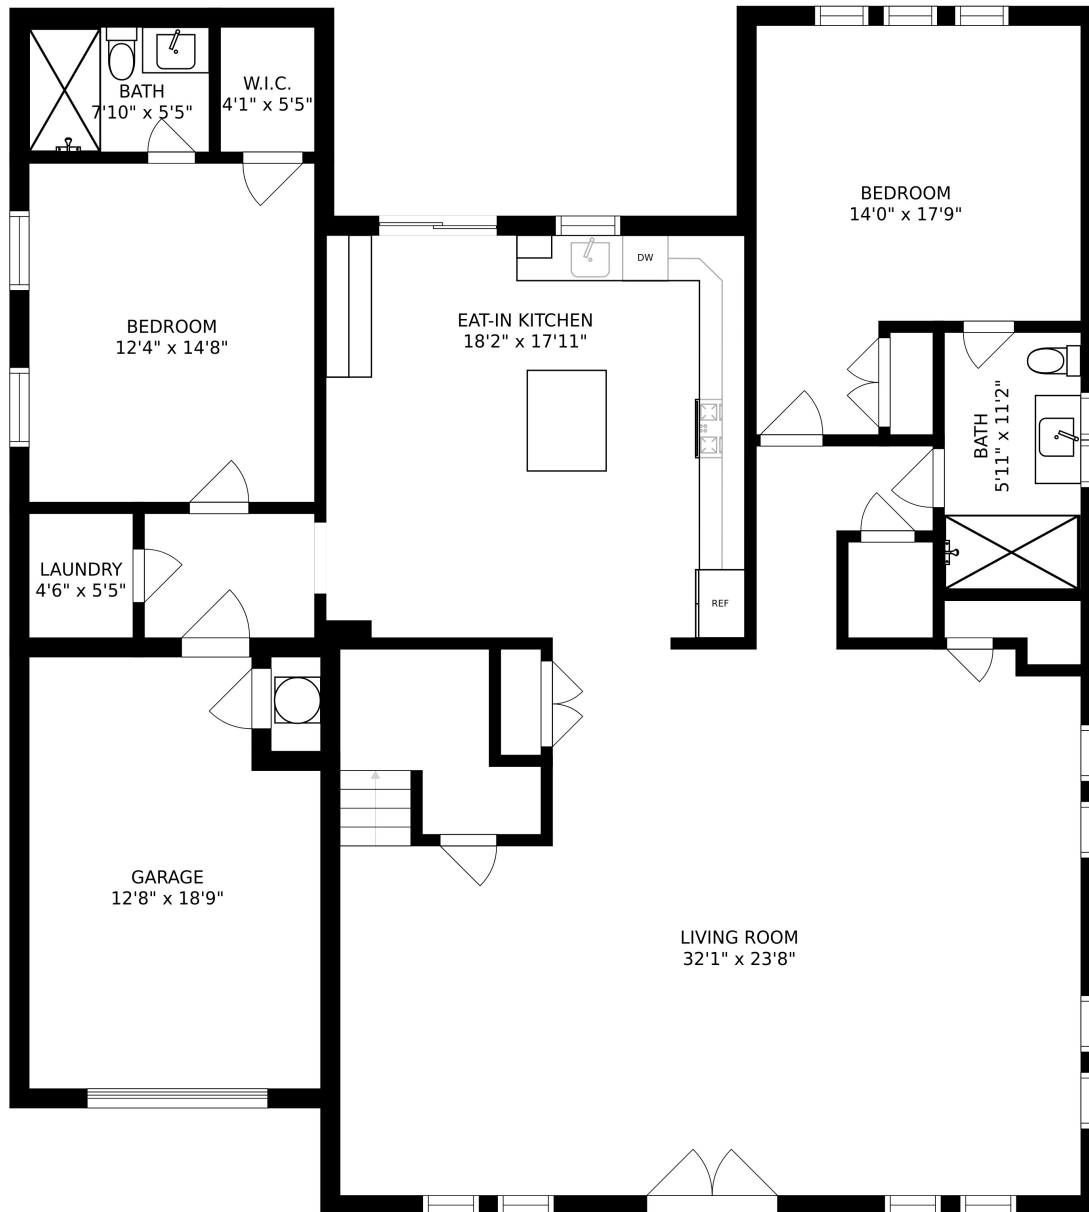 BATH
7'10" x 5'5"
W.I.C.
4'1" x 5'5"
BEDROOM
14'0" x 17'9"
DW
BEDROOM
12'4" x 14'8"
EAT-IN KITCHEN
18'2" x 17'11"
BATH
5'11" x 11'2"
LAUNDRY
4'6" x 5'5"
REF
GARAGE
12'8" x 18'9"
LIVING ROOM
32'1" x 23'8"